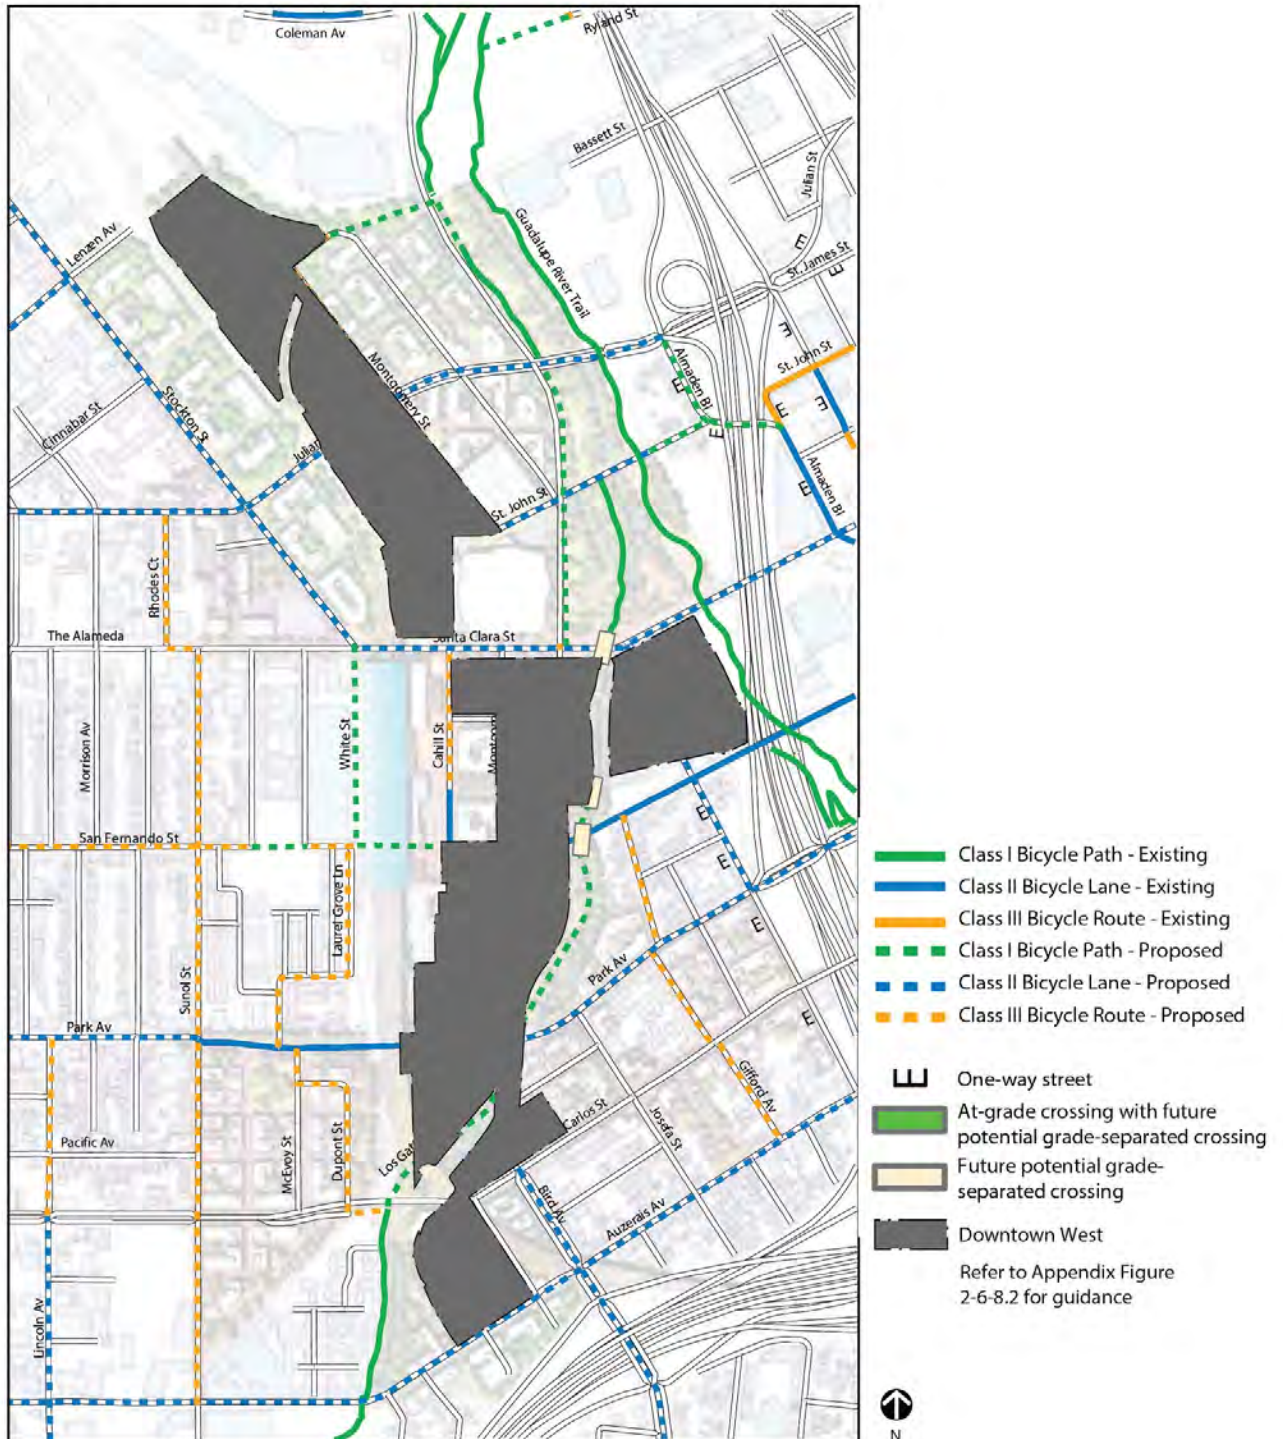 Coleman Av
Ryland St
Bassett St
Julian St
Guadalupe River Trail
Lenzen Av
St. James St
St. John St
Almaden Bl
Montgomery St
Stockton St
Cinnabar St
Julian
Almaden Bl
St. John St
Rhodes Ct
The Alameda
Santa Clara St
White St
Cahill St
Morrison Av
San Fernando St
Laurel Grove Ln
Class I Bicycle Path - Existing
Class II Bicycle Lane - Existing
Class III Bicycle Route - Existing
Class I Bicycle Path - Proposed
Class II Bicycle Lane - Proposed
Class III Bicycle Route - Proposed
Park Av
Sunol St
Park Av
Gifford Av
One-way street
At-grade crossing with future
potential grade-separated crossing
Future potential grade-
separated crossing
Downtown West
Refer to Appendix Figure
2-6-8.2 for guidance
Carlos St
Josefa St
Pacific Av
McEvoy St
Dupont St
Los Gat
Bird Av
Auzerais Av
Lincoln Av
N